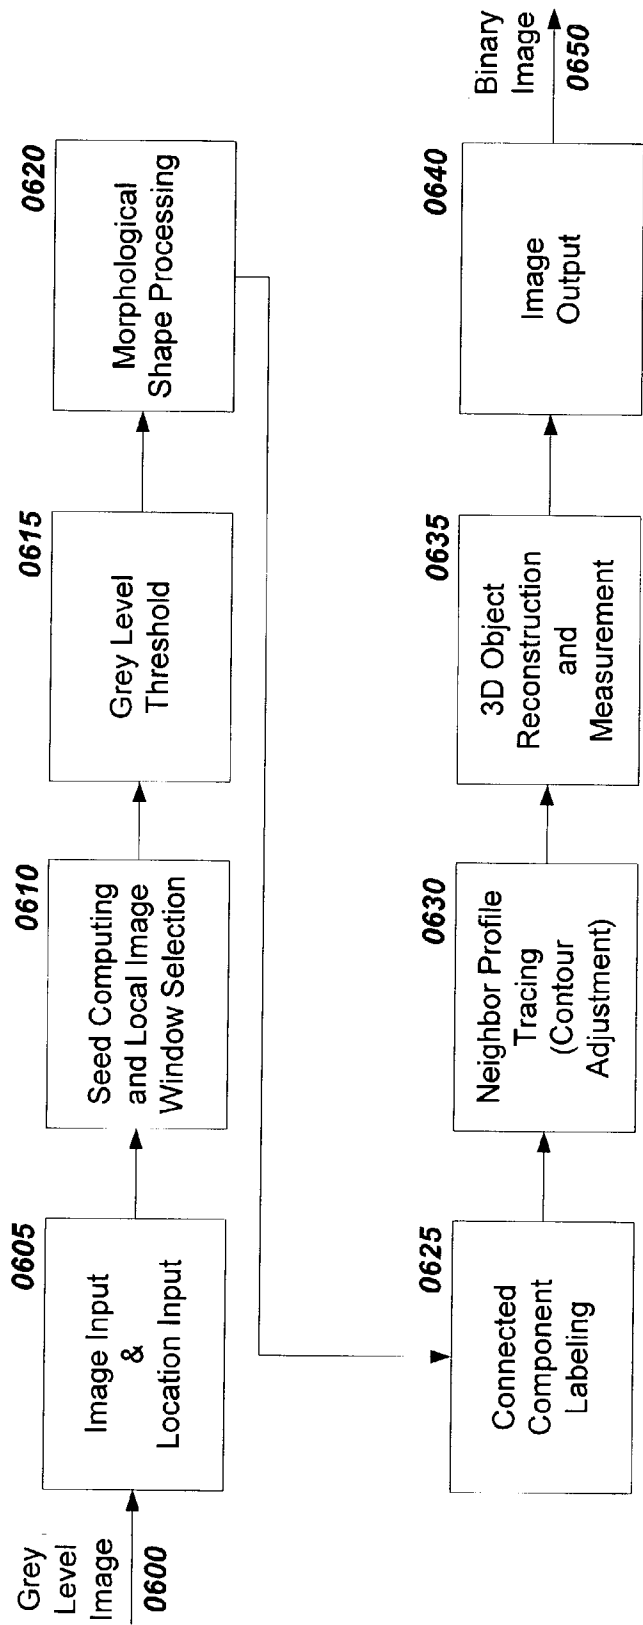 Grey
Level
Image
0600
0605
Image Input
&
Location Input
0610
Seed Computing
and Local Image
Window Selection
0615
Grey Level
Threshold
0620
Morphological
Shape Processing
0625
Connected
Component
Labeling
0630
Neighbor Profile
Tracing
(Contour
Adjustment)
0635
3D Object
Reconstruction
and
Measurement
0640
Image
Output
Binary
Image
0650